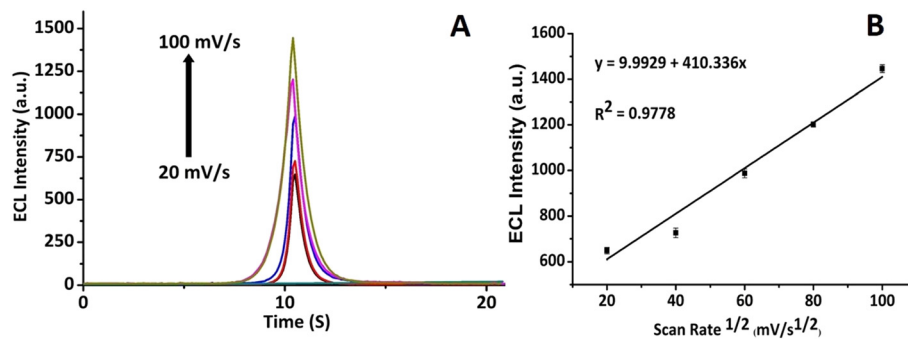 A
100 mV/s
20 mV/s
ECL Intensity (a.u.)
1500
1250
1000
750
500
250
0
0
10
20
Time (S)
B
y = 9.9929 + 410.336x
R2 = 0.9778
ECL Intensity (a.u.)
1600
1400
1200
1000
800
600
20
40
60
80
100
Scan Rate 1/2 (mV/s1/2)